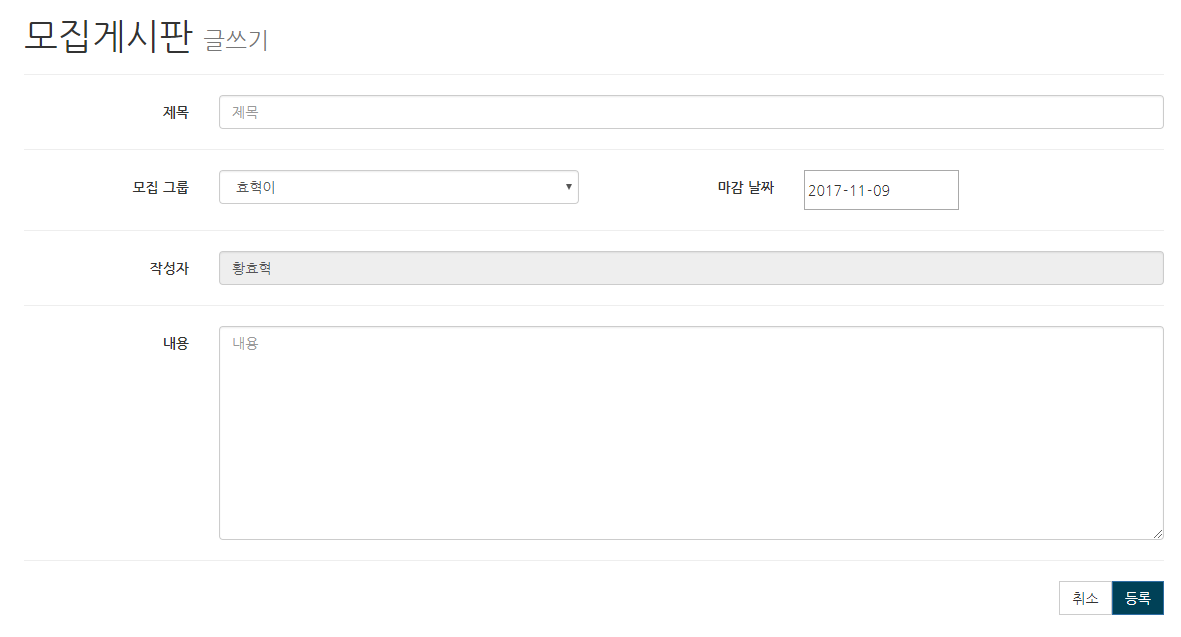 모집게시판 글쓰기
제목 제목
모집 그룹 효혁이 마감 날짜 2017-11-09
작성자 황효혁
내용 내용
취소 등록